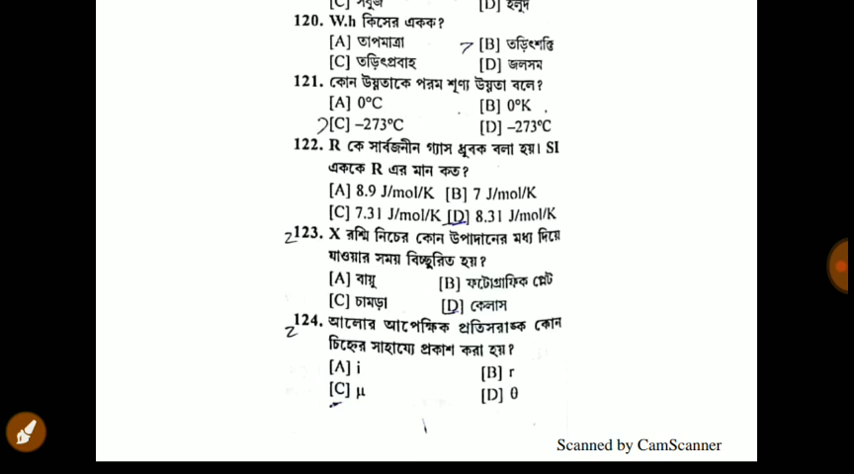 [C] সবুজ [D] হলুদ
120. W.h কিসের একক?
[A] তাপমাত্রা [B] তড়িৎশক্তি
[C] তড়িৎপ্রবাহ [D] জলসম
121. কোন উষ্ণতাকে পরম শূণ্য উষ্ণতা বলে?
[A] 0°C [B] 0°K
[C] –273°C [D] –273°C
122. R কে সার্বজনীন গ্যাস ধ্রুবক বলা হয়। SI
এককে R এর মান কত?
[A] 8.9 J/mol/K [B] 7 J/mol/K
[C] 7.31 J/mol/K [D] 8.31 J/mol/K
123. X রশ্মি নিচের কোন উপাদানের মধ্য দিয়ে
যাওয়ার সময় বিচ্ছুরিত হয়?
[A] বায়ু [B] ফটোগ্রাফিক প্লেট
[C] চামড়া [D] কেলাস
124. আলোর আপেক্ষিক প্রতিসরাঙ্ক কোন
চিহ্নের সাহায্যে প্রকাশ করা হয়?
[A] i [B] r
[C] μ [D] θ
Scanned by CamScanner